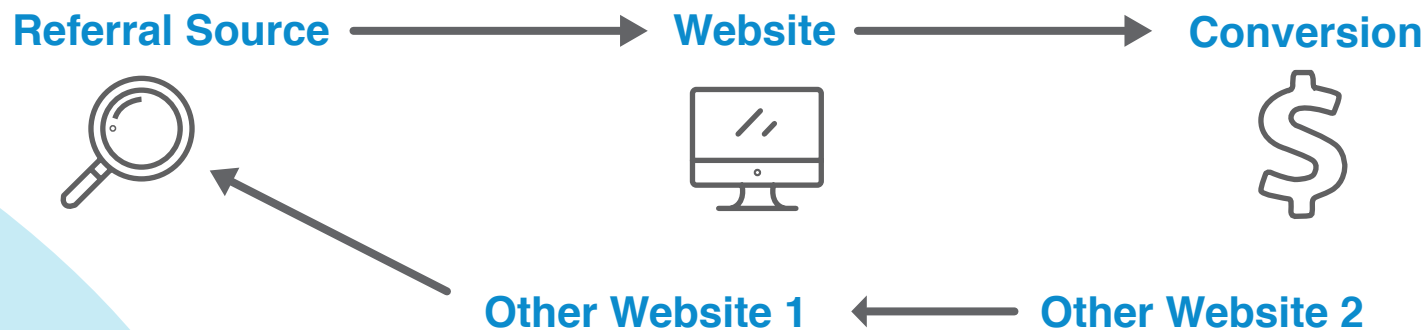 Referral Source
Website
Conversion
Other Website 1
Other Website 2